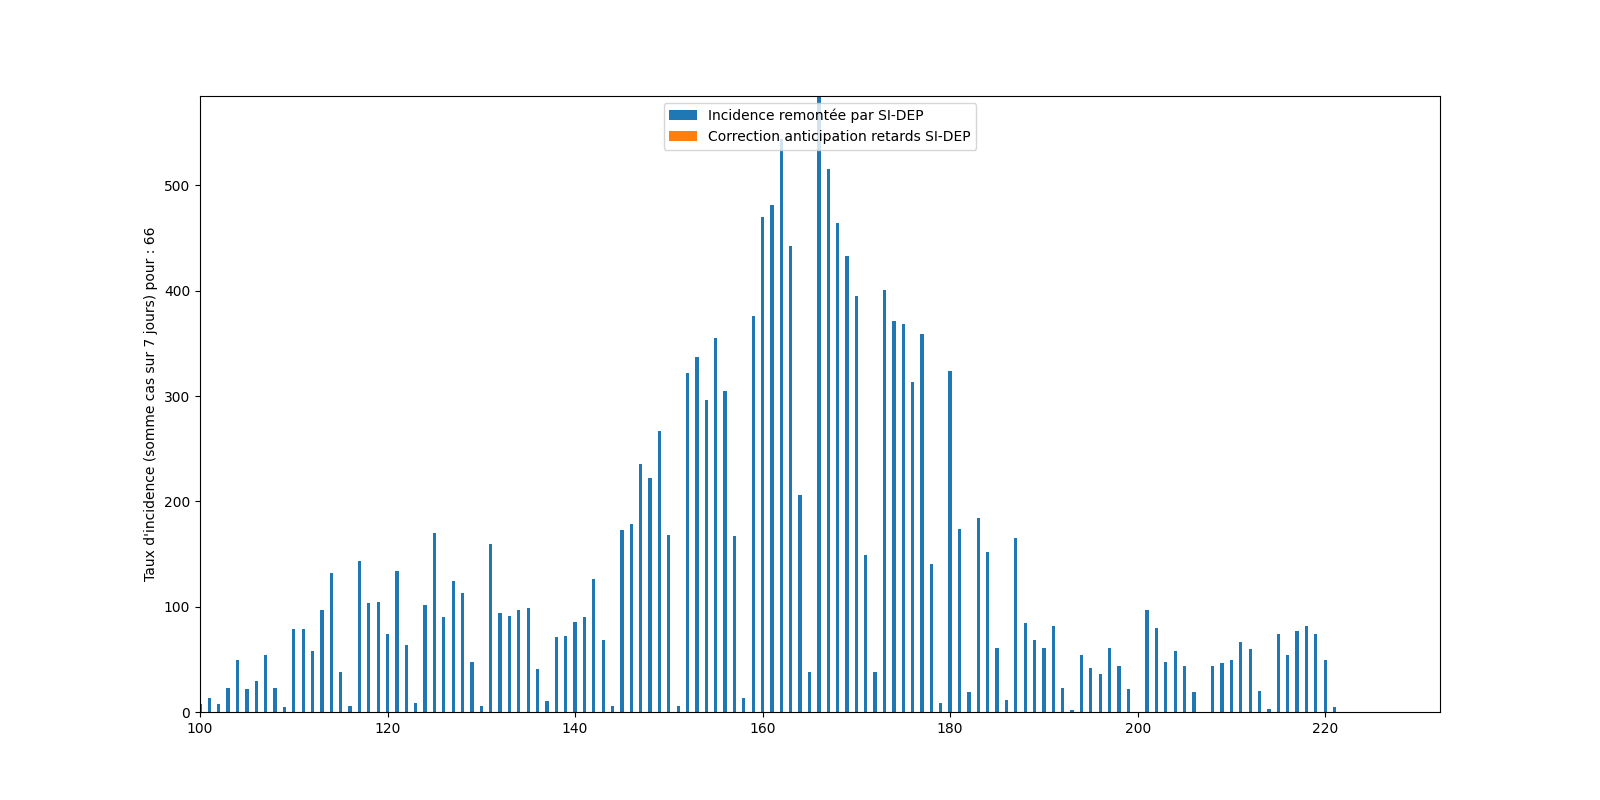 Incidence remontée par SI-DEP
Correction anticipation retards SI-DEP
Taux d'incidence (somme cas sur 7 jours) pour : 66
500
400
300
200
100
0
100 120 140 160 180 200 220